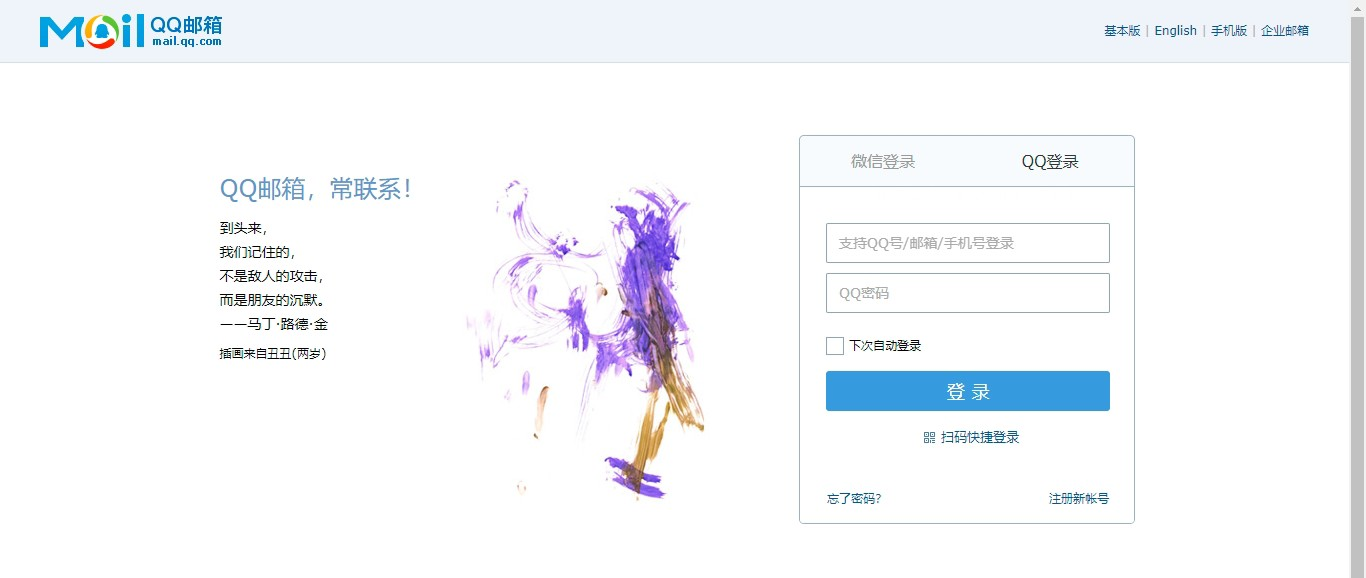 Mail QQ邮箱
mail.qq.com
基本版 | English | 手机版 | 企业邮箱
QQ邮箱，常联系！
到头来，
我们记住的，
不是敌人的攻击，
而是朋友的沉默。
——马丁·路德·金
插画来自丑丑(两岁)
微信登录 QQ登录
支持QQ号/邮箱/手机号登录
QQ密码
下次自动登录
登 录
扫码快捷登录
忘了密码? 注册新帐号